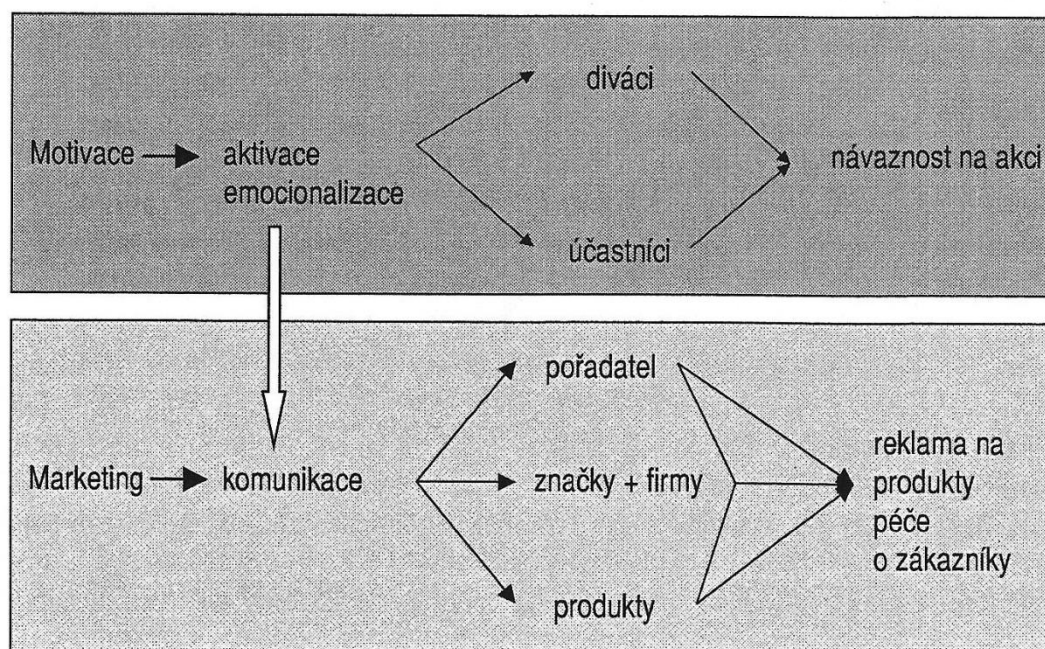 diváci
Motivace
aktivace
emocionalizace
návaznost na akci
účastníci
pořadatel
Marketing
komunikace
značky + firmy
reklama na
produkty
péče
o zákazníky
produkty